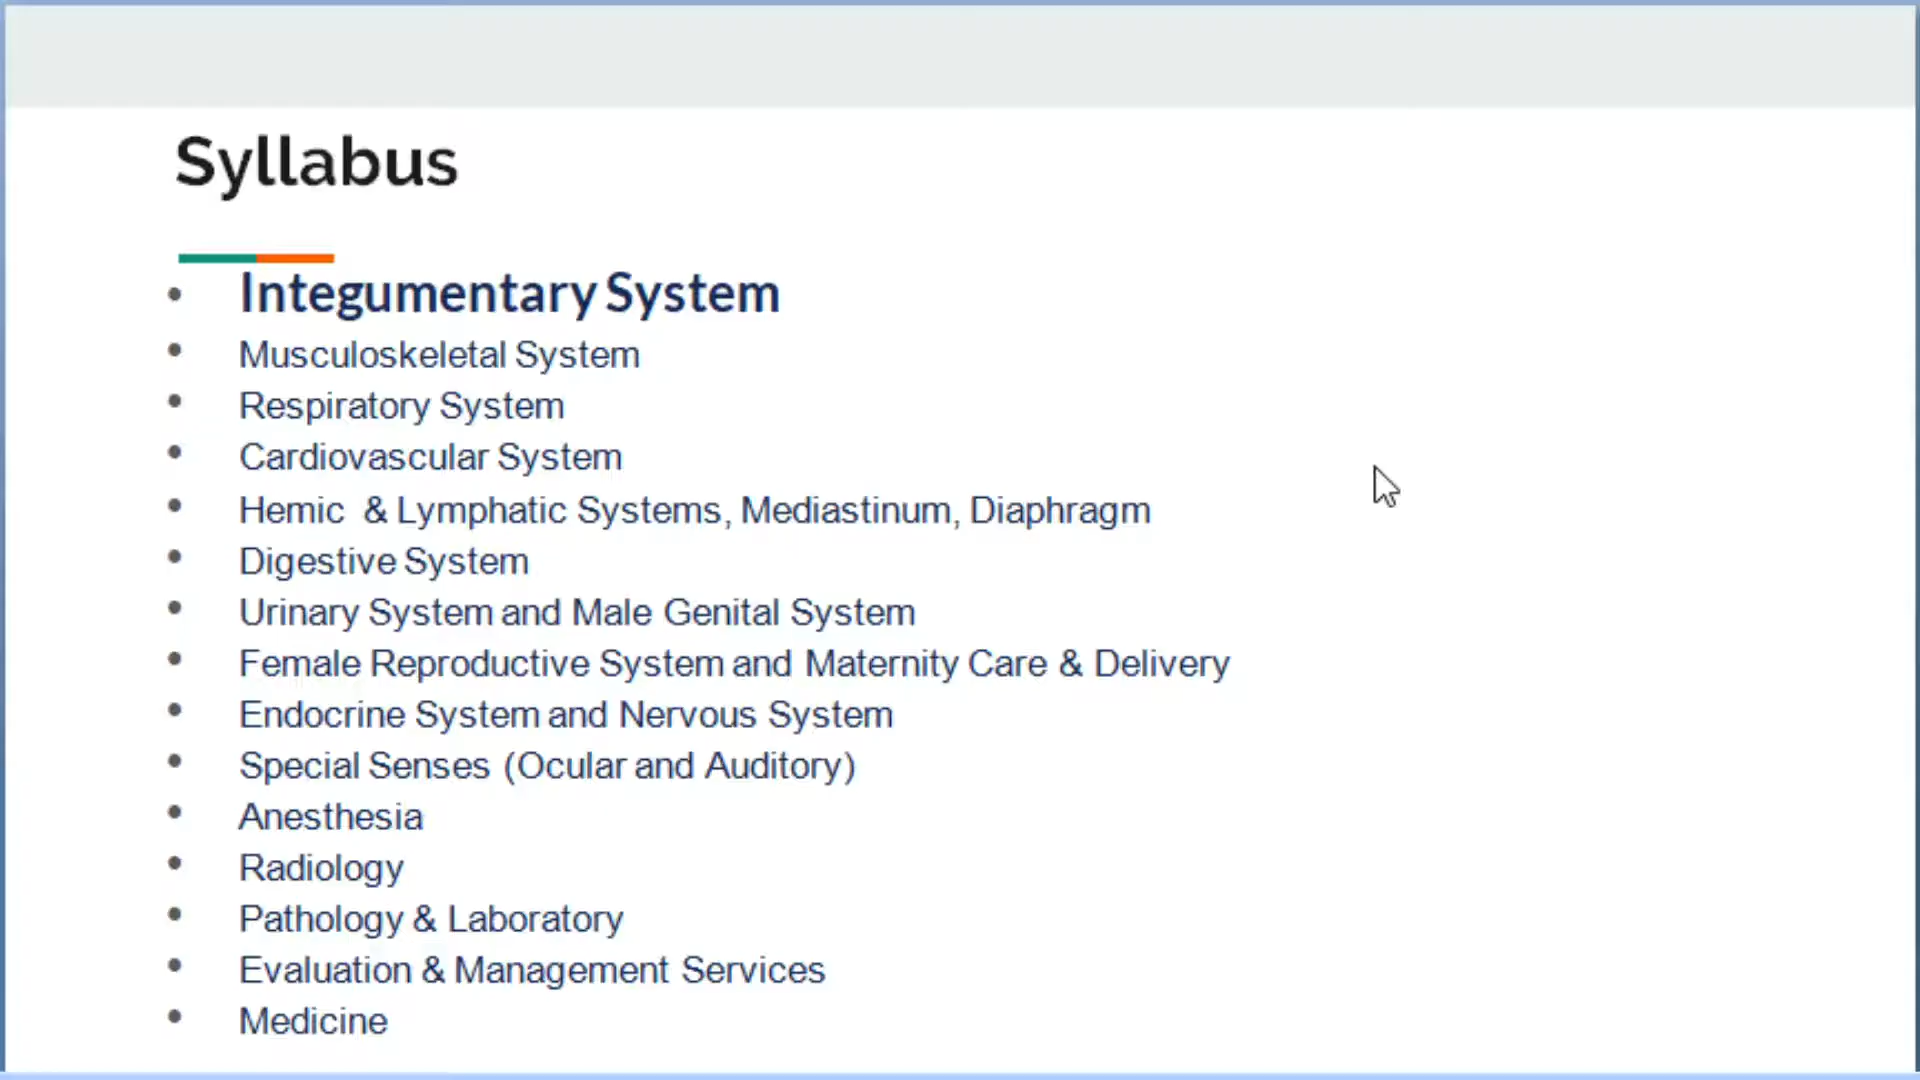 Syllabus
• Integumentary System
• Musculoskeletal System
• Respiratory System
• Cardiovascular System
• Hemic & Lymphatic Systems, Mediastinum, Diaphragm
• Digestive System
• Urinary System and Male Genital System
• Female Reproductive System and Maternity Care & Delivery
• Endocrine System and Nervous System
• Special Senses (Ocular and Auditory)
• Anesthesia
• Radiology
• Pathology & Laboratory
• Evaluation & Management Services
• Medicine